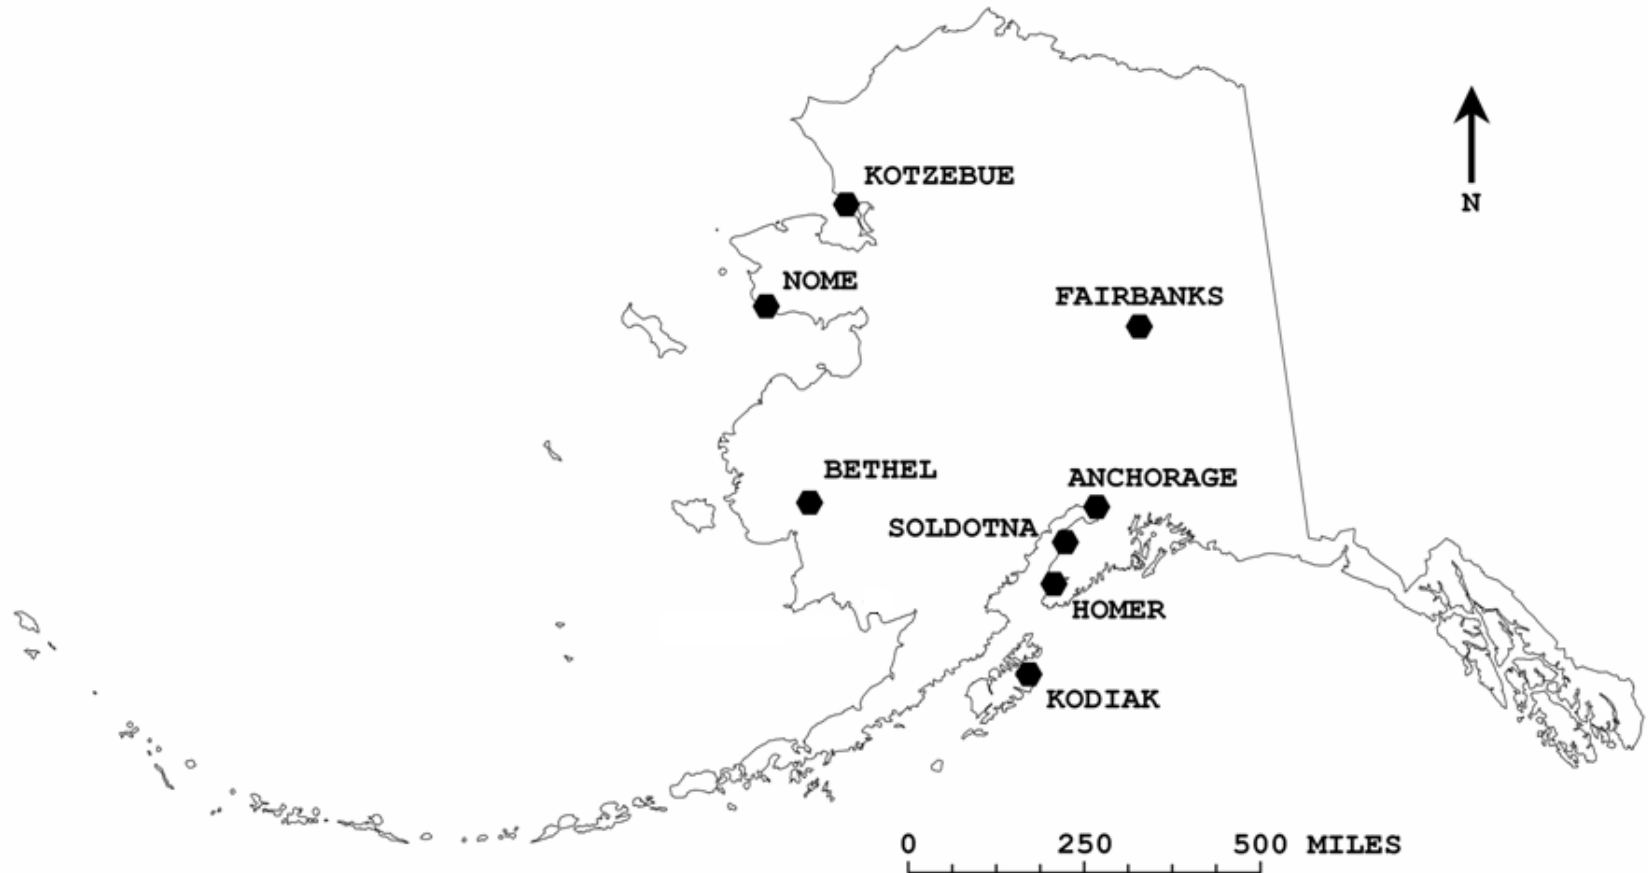 KOTZEBUE
N
NOME
FAIRBANKS
BETHEL
ANCHORAGE
SOLDOTNA
HOMER
KODIAK
0 250 500 MILES